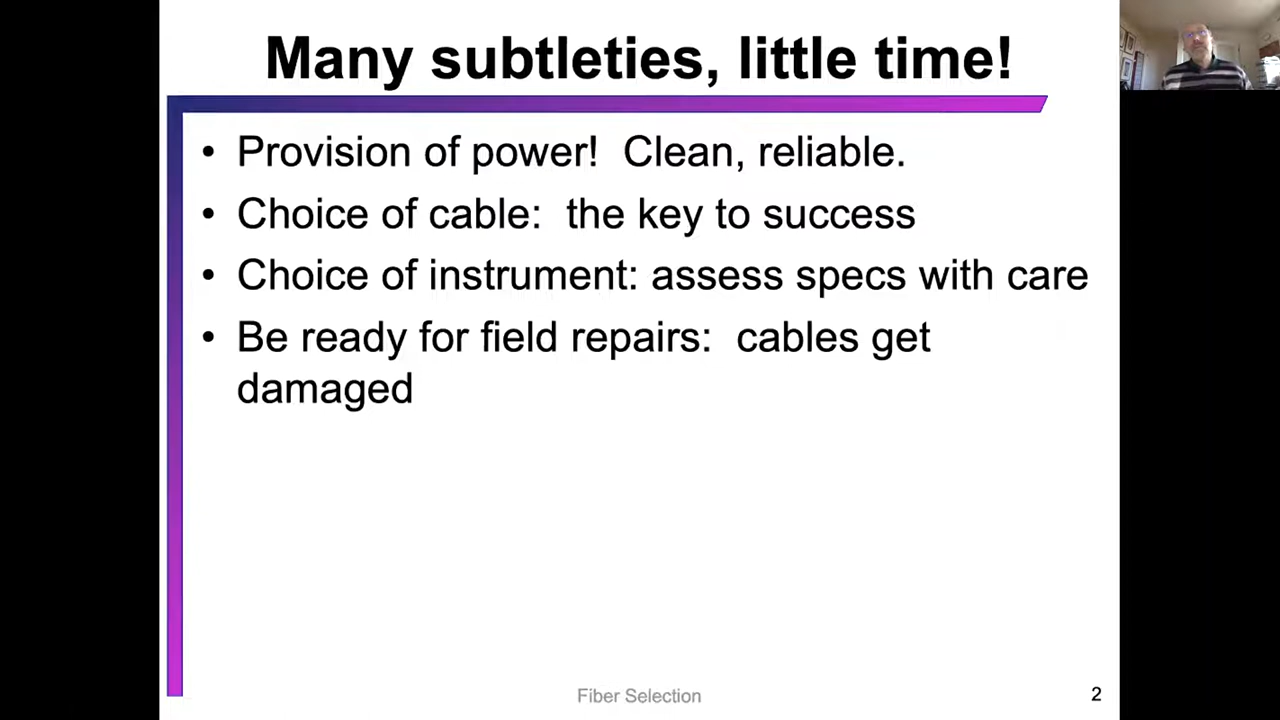 Many subtleties, little time!
• Provision of power!  Clean, reliable.
• Choice of cable:  the key to success
• Choice of instrument: assess specs with care
• Be ready for field repairs:  cables get
damaged
Fiber Selection
2